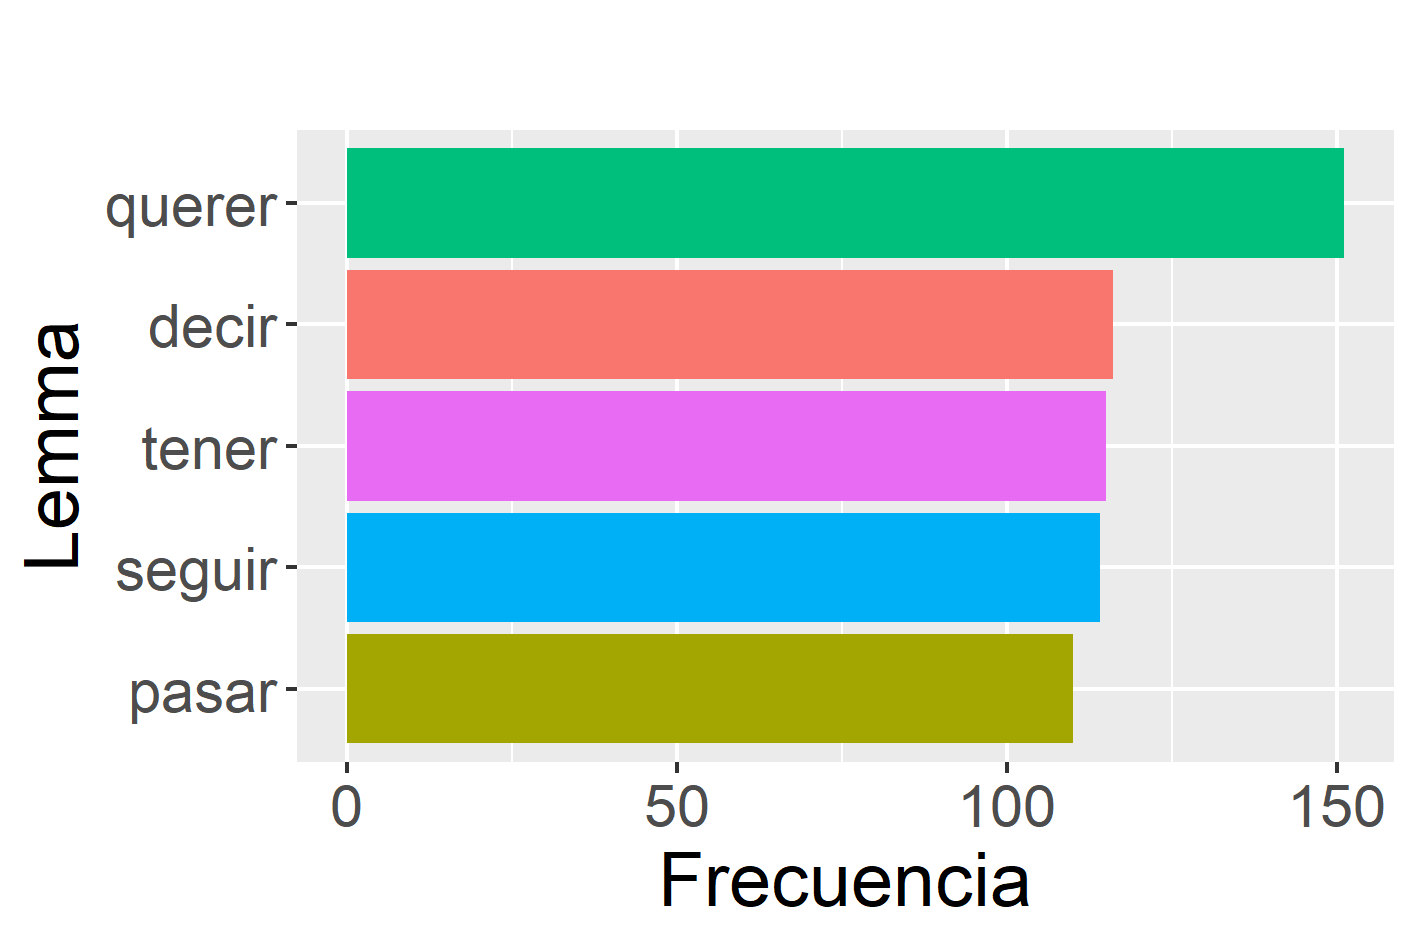 Lemma
querer
decir
tener
seguir
pasar
0 50 100 150
Frecuencia